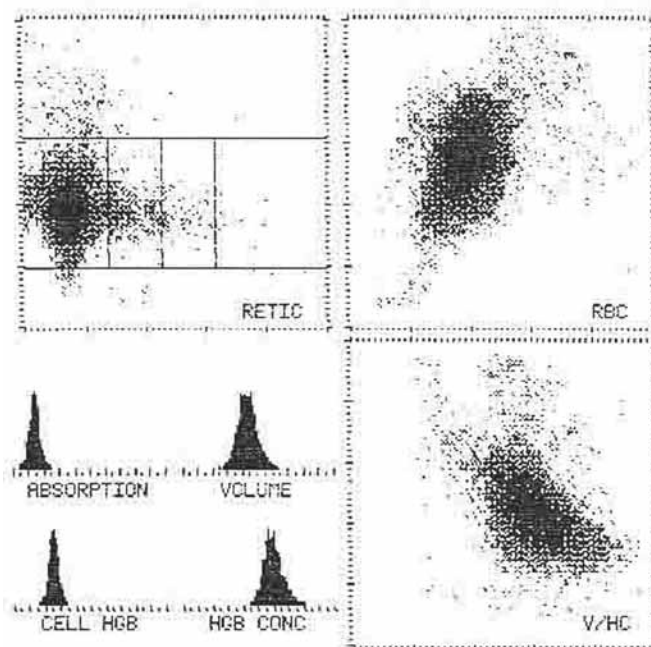 RETIC
RBC
ABSORPTION
VOLUME
CELL HGB
HGB CONC
V/HC